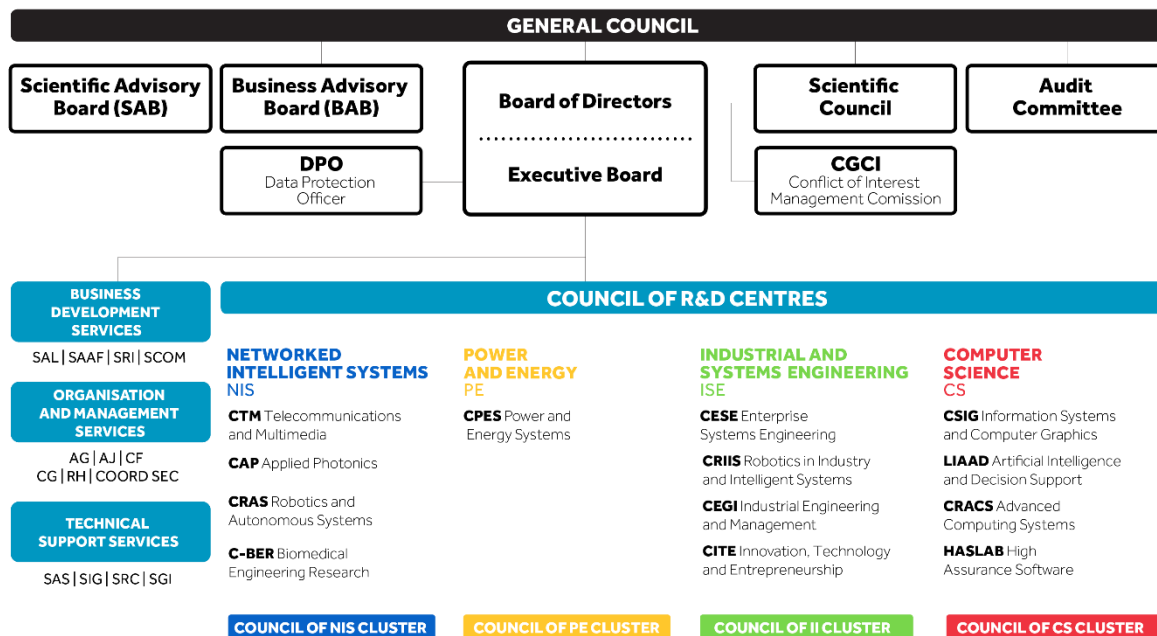 GENERAL COUNCIL
Scientific Advisory
Board (SAB)
Business Advisory
Board (BAB)
Board of Directors
Executive Board
Scientific
Council
Audit
Committee
DPO
Data Protection
Officer
CGCI
Conflict of Interest
Management Comission
BUSINESS
DEVELOPMENT
SERVICES
SAL | SAAF | SRI | SCOM
ORGANISATION
AND MANAGEMENT
SERVICES
AG | AJ | CF
CG | RH | COORD SEC
TECHNICAL
SUPPORT SERVICES
SAS | SIG | SRC | SGI
COUNCIL OF R&D CENTRES
NETWORKED
INTELLIGENT SYSTEMS
NIS
CTM Telecommunications
and Multimedia
CAP Applied Photonics
CRAS Robotics and
Autonomous Systems
C-BER Biomedical
Engineering Research
COUNCIL OF NIS CLUSTER
POWER
AND ENERGY
PE
CPES Power and
Energy Systems
COUNCIL OF PE CLUSTER
INDUSTRIAL AND
SYSTEMS ENGINEERING
ISE
CESE Enterprise
Systems Engineering
CRIIS Robotics in Industry
and Intelligent Systems
CEGI Industrial Engineering
and Management
CITE Innovation, Technology
and Entrepreneurship
COUNCIL OF II CLUSTER
COMPUTER
SCIENCE
CS
CSIG Information Systems
and Computer Graphics
LIAAD Artificial Intelligence
and Decision Support
CRACS Advanced
Computing Systems
HASLAB High
Assurance Software
COUNCIL OF CS CLUSTER